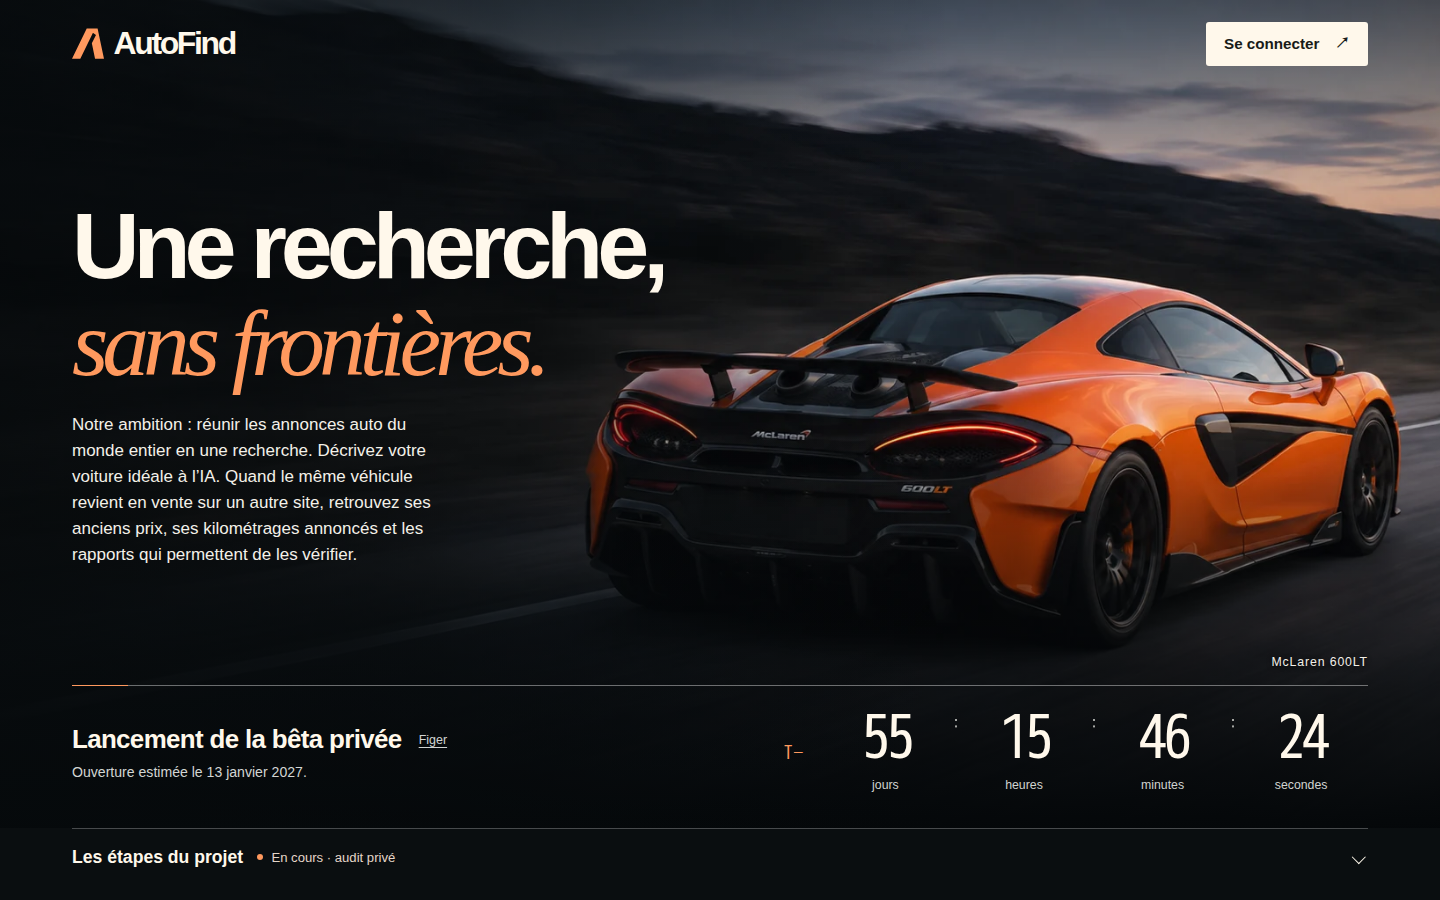 AutoFind
Se connecter ↗
Une recherche,
sans frontières.
Notre ambition : réunir les annonces auto du
monde entier en une recherche. Décrivez votre
voiture idéale à l’IA. Quand le même véhicule
revient en vente sur un autre site, retrouvez ses
anciens prix, ses kilométrages annoncés et les
rapports qui permettent de les vérifier.
McLaren
600LT
McLaren 600LT
Lancement de la bêta privée Figer
Ouverture estimée le 13 janvier 2027.
T− 55 : 15 : 46 : 24
jours heures minutes secondes
Les étapes du projet • En cours · audit privé